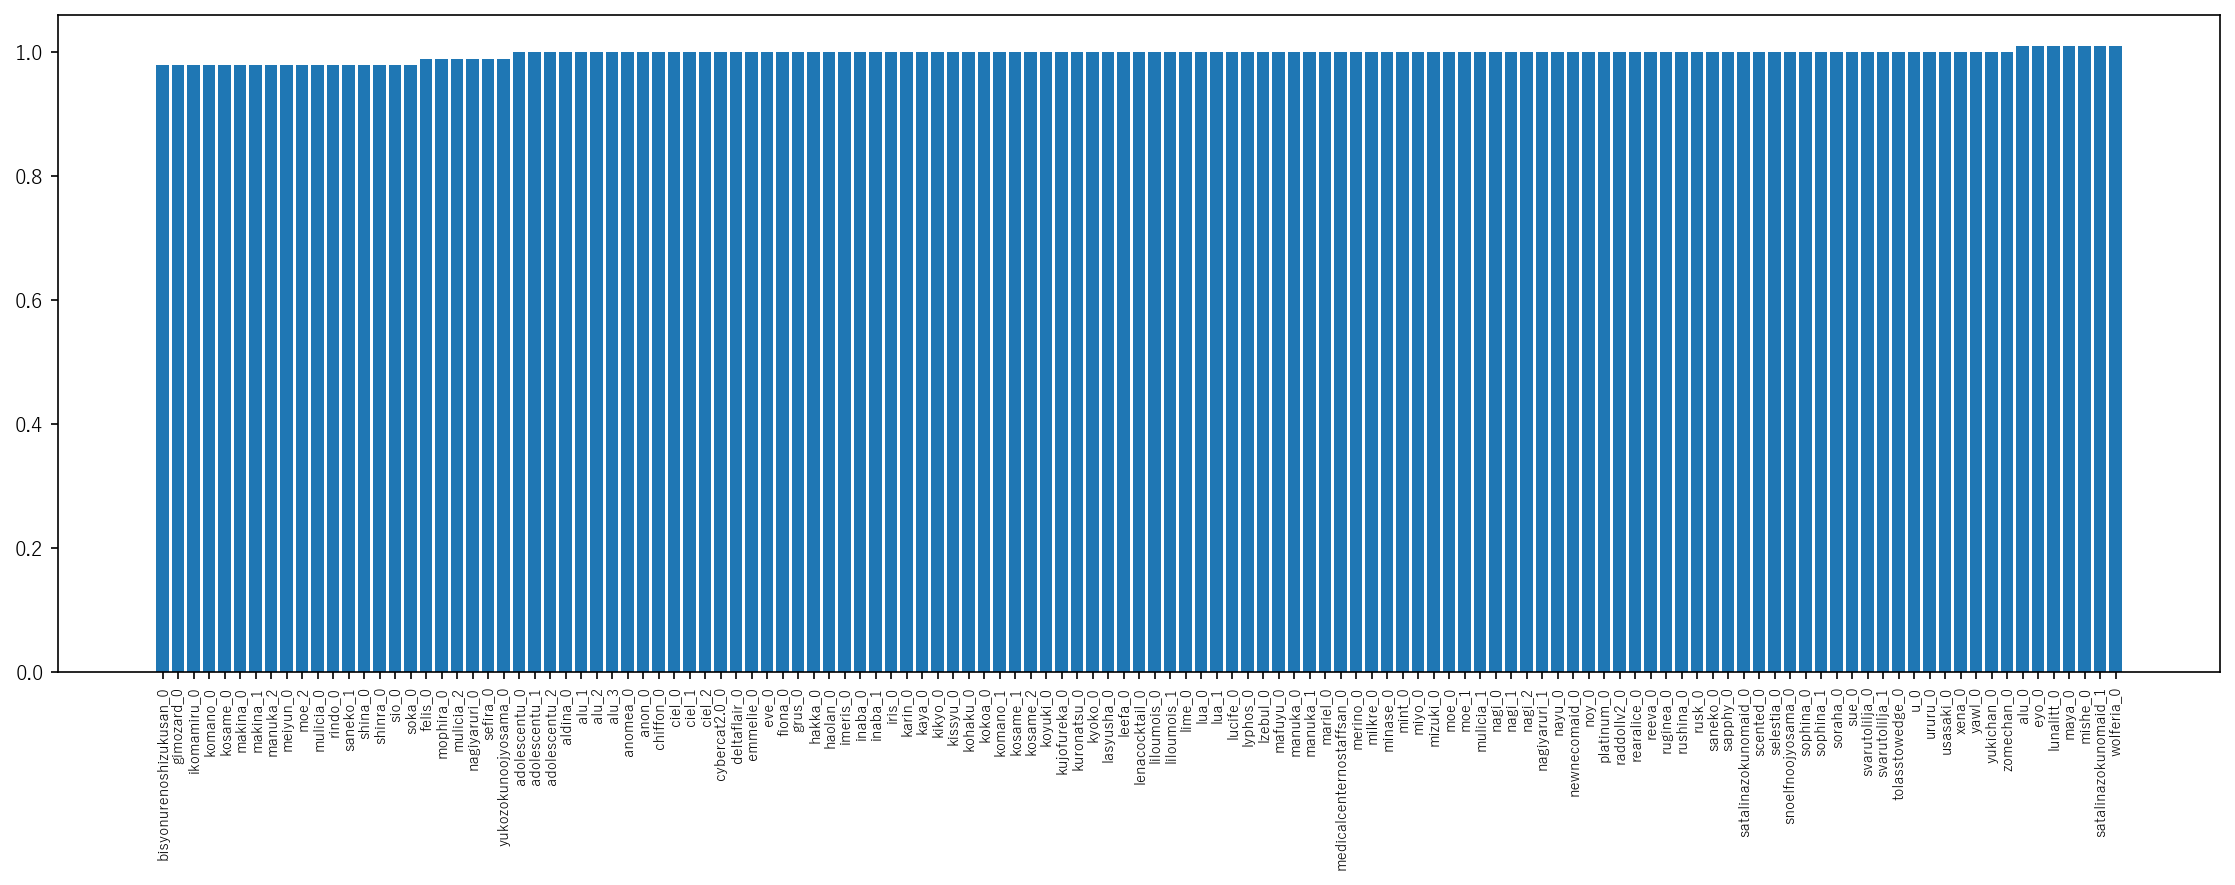 1.0
0.8
0.6
0.4
0.2
0.0
bisyonurenoshizukusan_0
gimozard_0
ikomamiru_0
komano_0
kosame_0
makina_0
makina_1
manuka_2
meiyun_0
moe_2
mulicia_0
rindo_0
saneko_1
shina_0
shinra_0
slo_0
soka_0
felis_0
mophira_0
mulicia_2
nagiyaruri_0
sefira_0
yukozokunoojyosama_0
adolescentu_0
adolescentu_1
adolescentu_2
aldina_0
alu_1
alu_2
alu_3
anomea_0
anon_0
chiffon_0
ciel_0
ciel_1
ciel_2
cybercat2.0_0
deltaflair_0
emmelie_0
eve_0
fiona_0
grus_0
hakka_0
haolan_0
imeris_0
inaba_0
inaba_1
iris_0
karin_0
kaya_0
kikyo_0
kissyu_0
kohaku_0
kokoa_0
komano_1
kosame_1
kosame_2
koyuki_0
kujofureka_0
kuronatsu_0
kyoko_0
lasyusha_0
leefa_0
lenacocktail_0
liloumois_0
liloumois_1
lime_0
lua_0
lua_1
lucife_0
lyphos_0
lzebul_0
mafuyu_0
manuka_0
manuka_1
mariel_0
medicalcenternostaffsan_0
merino_0
milkre_0
minase_0
mint_0
miyo_0
mizuki_0
moe_0
moe_1
mulicia_1
nagi_0
nagi_1
nagi_2
nagiyaruri_1
nayu_0
newnecomaid_0
noy_0
platinum_0
raddollv2_0
rearalice_0
reeva_0
ruginea_0
rushina_0
rusk_0
saneko_0
sapphy_0
satalinazokunomaid_0
scented_0
selestia_0
snoelfnoojyosama_0
sophina_0
sophina_1
soraha_0
sue_0
svarutolilja_0
svarutolilja_1
tolasstowedge_0
u_0
ururu_0
usasaki_0
xena_0
yawl_0
yukichan_0
zomechan_0
alu_0
eyo_0
lunalitt_0
maya_0
mishe_0
satalinazokunomaid_1
wolferia_0